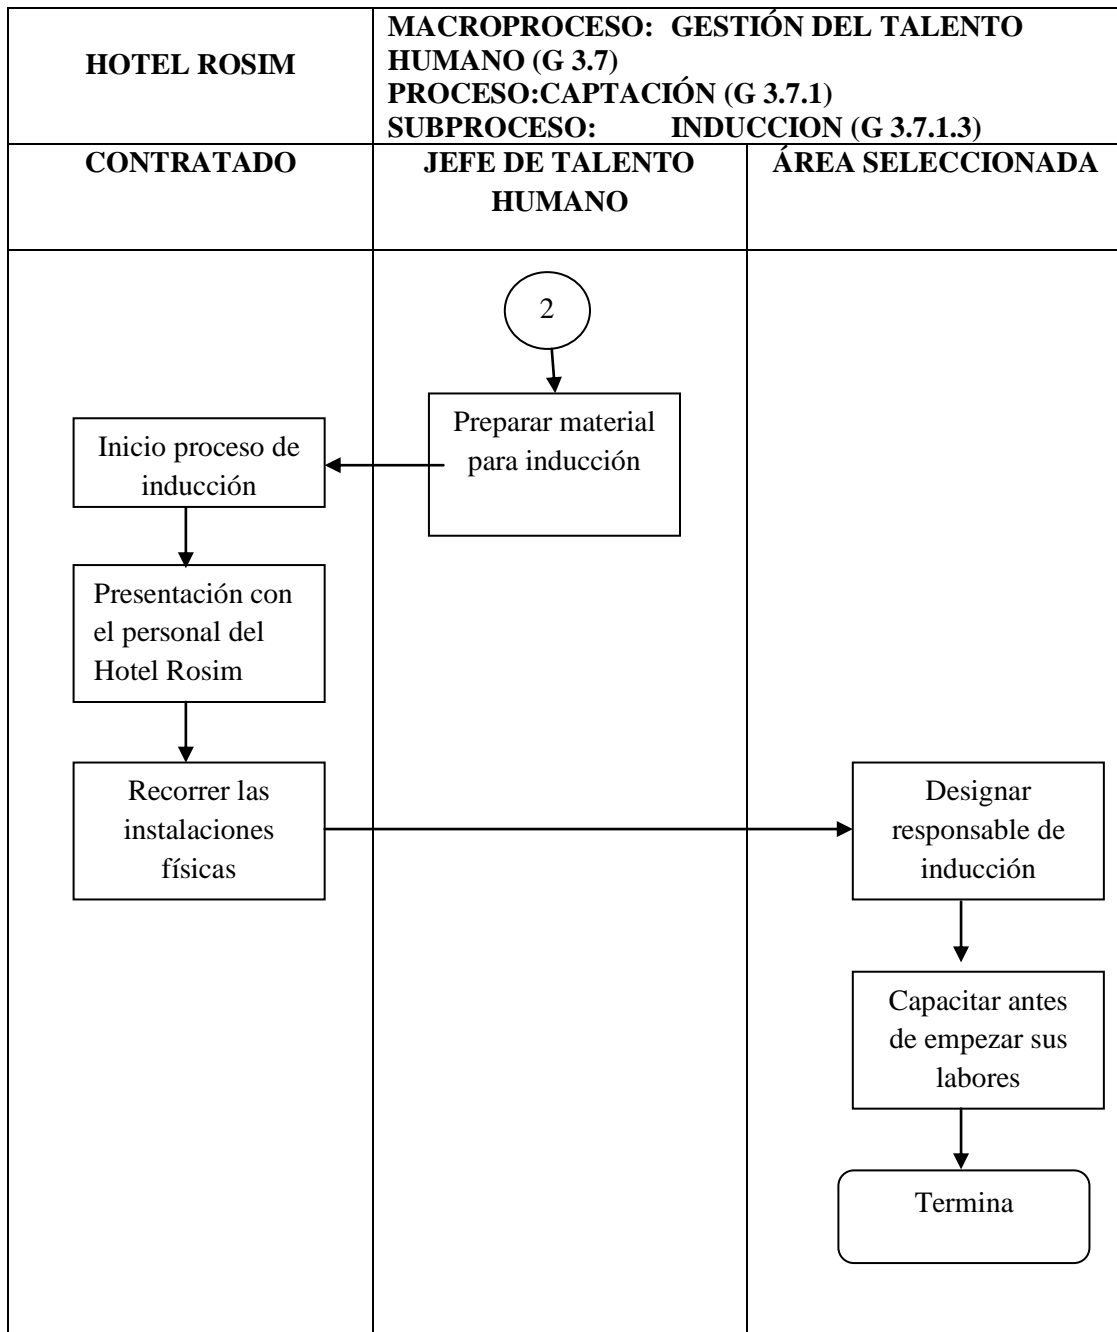 HOTEL ROSIM
MACROPROCESO: GESTIÓN DEL TALENTO
HUMANO (G 3.7)
PROCESO:CAPTACIÓN (G 3.7.1)
SUBPROCESO: INDUCCION (G 3.7.1.3)
CONTRATADO
JEFE DE TALENTO
HUMANO
ÁREA SELECCIONADA
2
Preparar material
para inducción
Inicio proceso de
inducción
Presentación con
el personal del
Hotel Rosim
Recorrer las
instalaciones
físicas
Designar
responsable de
inducción
Capacitar antes
de empezar sus
labores
Termina